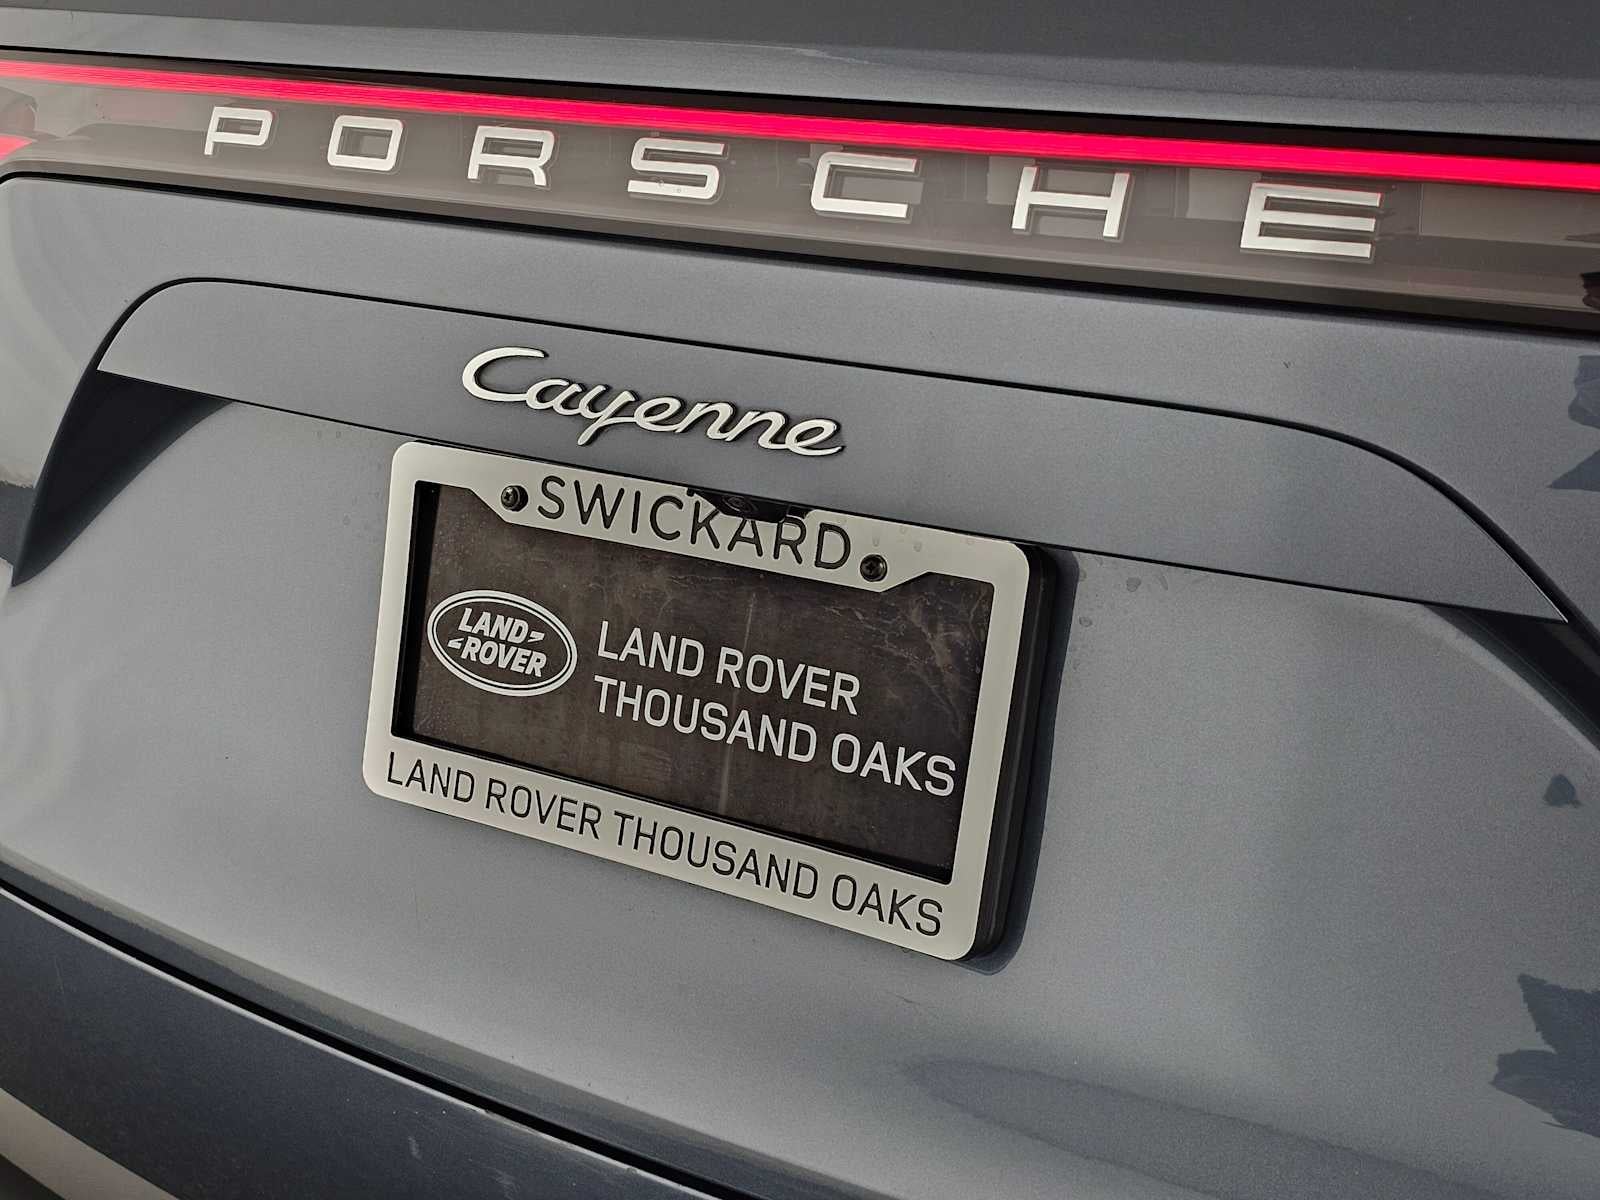 PORSCHE
Cayenne
SWICKARD
LAND
ROVER
LAND ROVER
THOUSAND OAKS
LAND ROVER THOUSAND OAKS